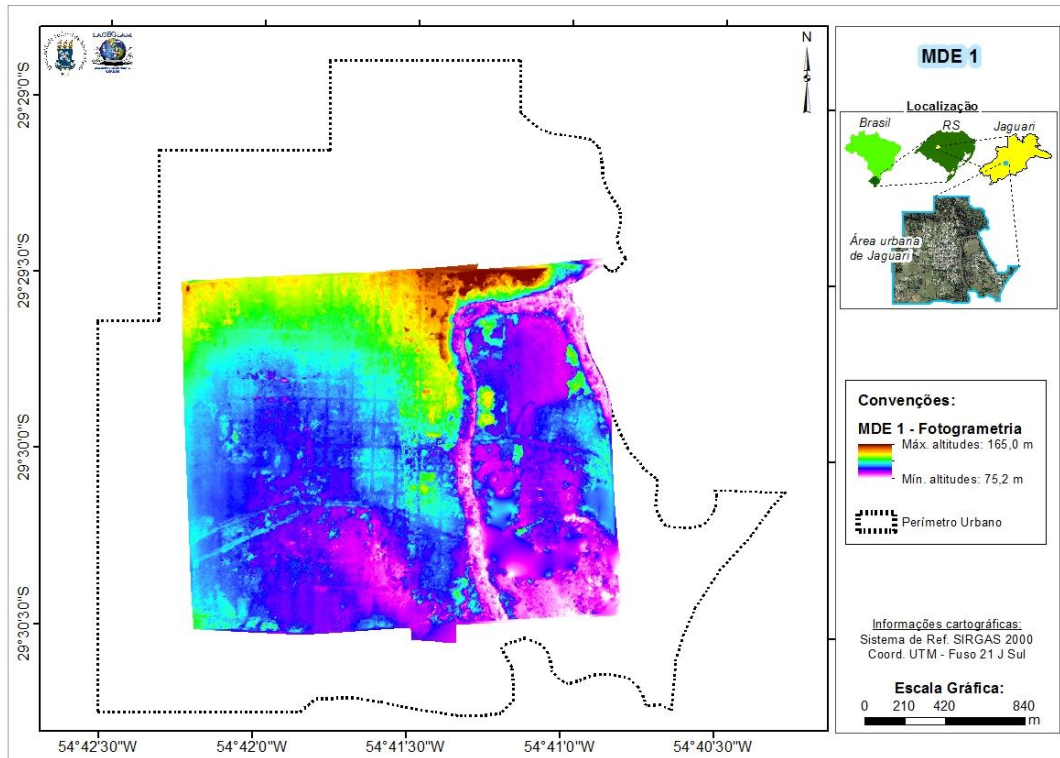 MDE 1
Localização
Brasil
RS
Jaguari
Área urbana
de Jaguari
N
29°29'0"S
29°29'30"S
29°30'0"S
29°30'30"S
54°42'30"W
54°42'0"W
54°41'30"W
54°41'0"W
54°40'30"W
Convenções:
MDE 1 - Fotogrametria
Máx. altitudes: 165,0 m
Mín. altitudes: 75,2 m
Perímetro Urbano
Informações cartográficas:
Sistema de Ref. SIRGAS 2000
Coord. UTM - Fuso 21 J Sul
Escala Gráfica:
0 210 420 840
m